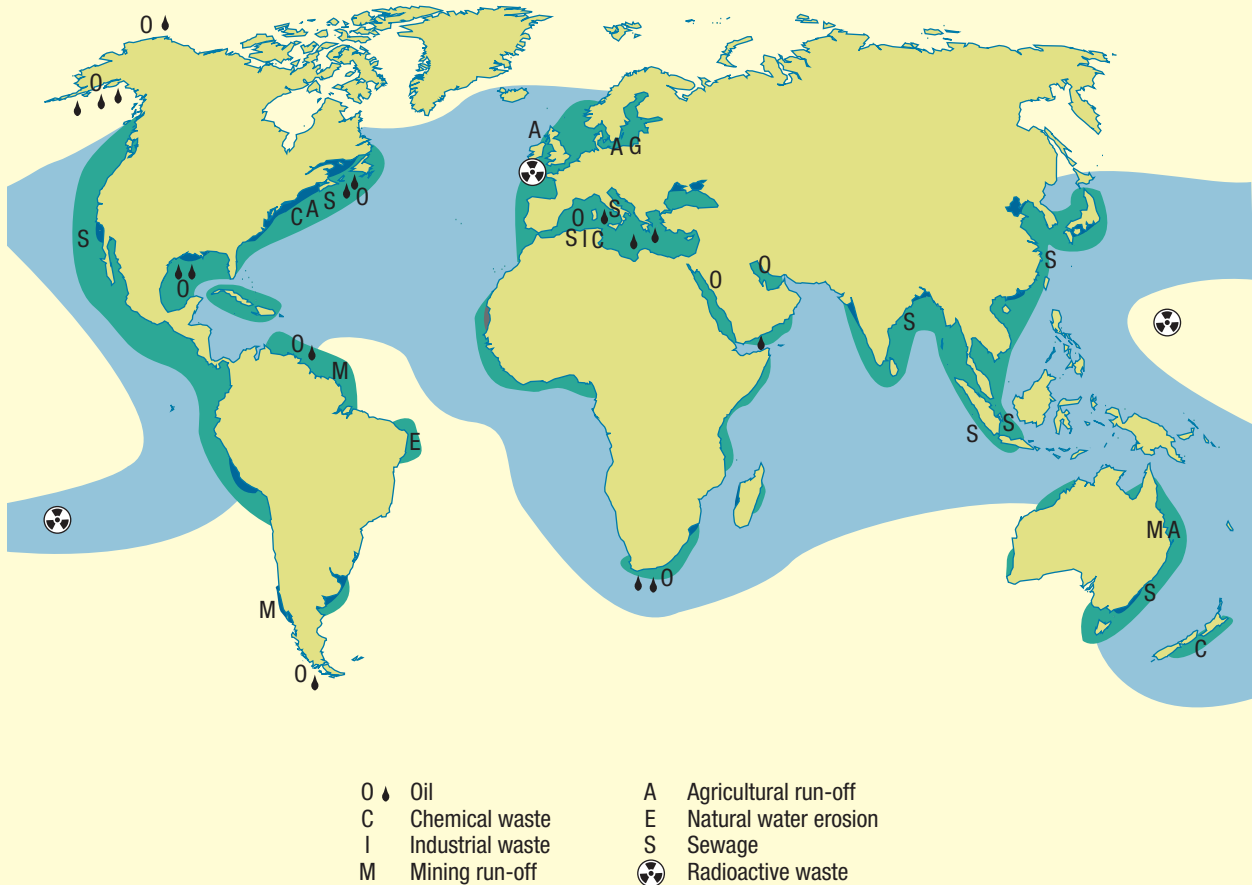 O
O
A
A G
C A S O
S
O S
S I C
S
O
O
O
S
O
M
S
S
E
M A
O
S
M
C
O
O Oil
C Chemical waste
I Industrial waste
M Mining run-off
A Agricultural run-off
E Natural water erosion
S Sewage
Radioactive waste